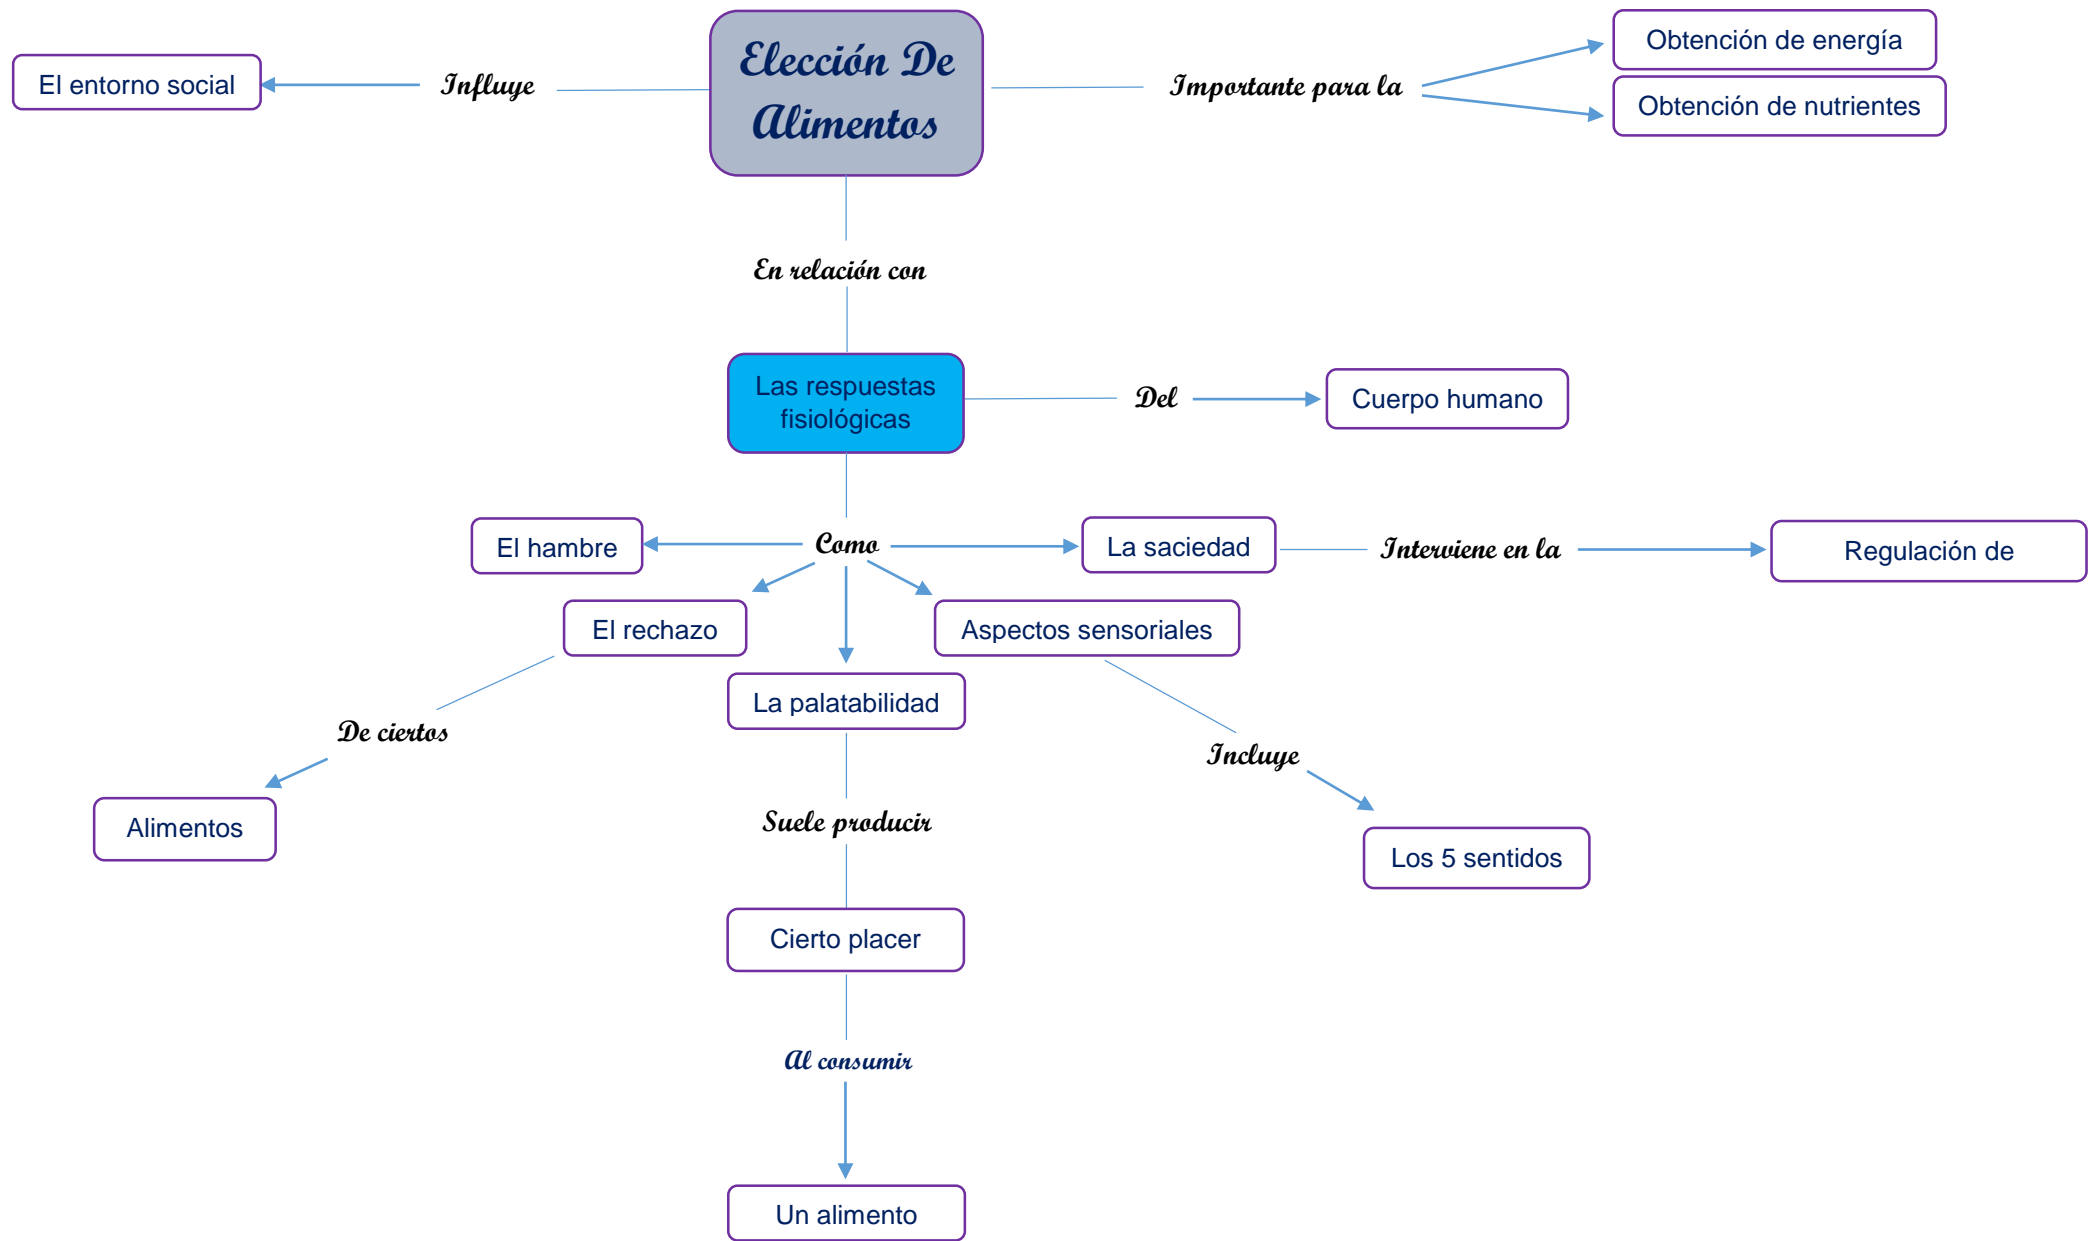 Elección De
Alimentos
El entorno social
Influye
Importante para la
Obtención de energía
Obtención de nutrientes
En relación con
Las respuestas
fisiológicas
Del
Cuerpo humano
El hambre
Como
La saciedad
Interviene en la
Regulación de
El rechazo
Aspectos sensoriales
La palatabilidad
De ciertos
Incluye
Alimentos
Suele producir
Los 5 sentidos
Cierto placer
Al consumir
Un alimento